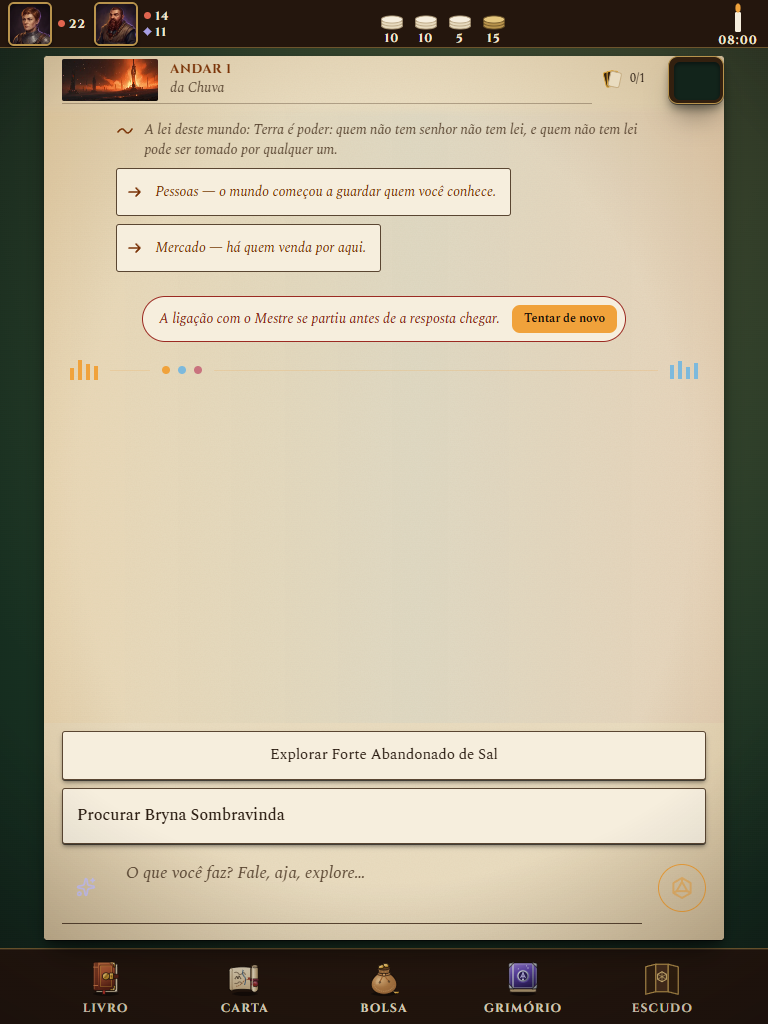 22
14
11
10
10
5
15
08:00
ANDAR I
da Chuva
0/1
A lei deste mundo: Terra é poder: quem não tem senhor não tem lei, e quem não tem lei
pode ser tomado por qualquer um.
Pessoas — o mundo começou a guardar quem você conhece.
Mercado — há quem venda por aqui.
A ligação com o Mestre se partiu antes de a resposta chegar.
Tentar de novo
Explorar Forte Abandonado de Sal
Procurar Bryna Sombravinda
O que você faz? Fale, aja, explore…
LIVRO
CARTA
BOLSA
GRIMÓRIO
ESCUDO